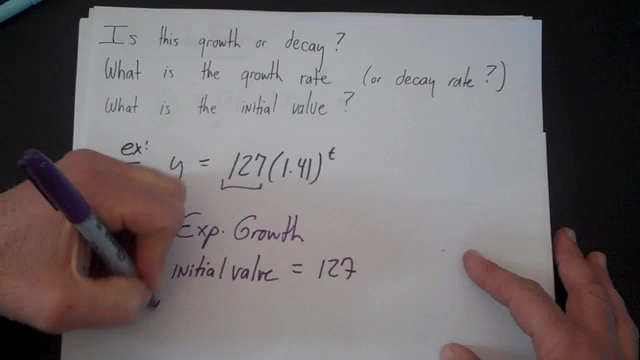 Is this growth or decay?
What is the growth rate (or decay rate?)
What is the initial value?
ex:
y = 127(1.41)^t
Exp. Growth
initial value = 127